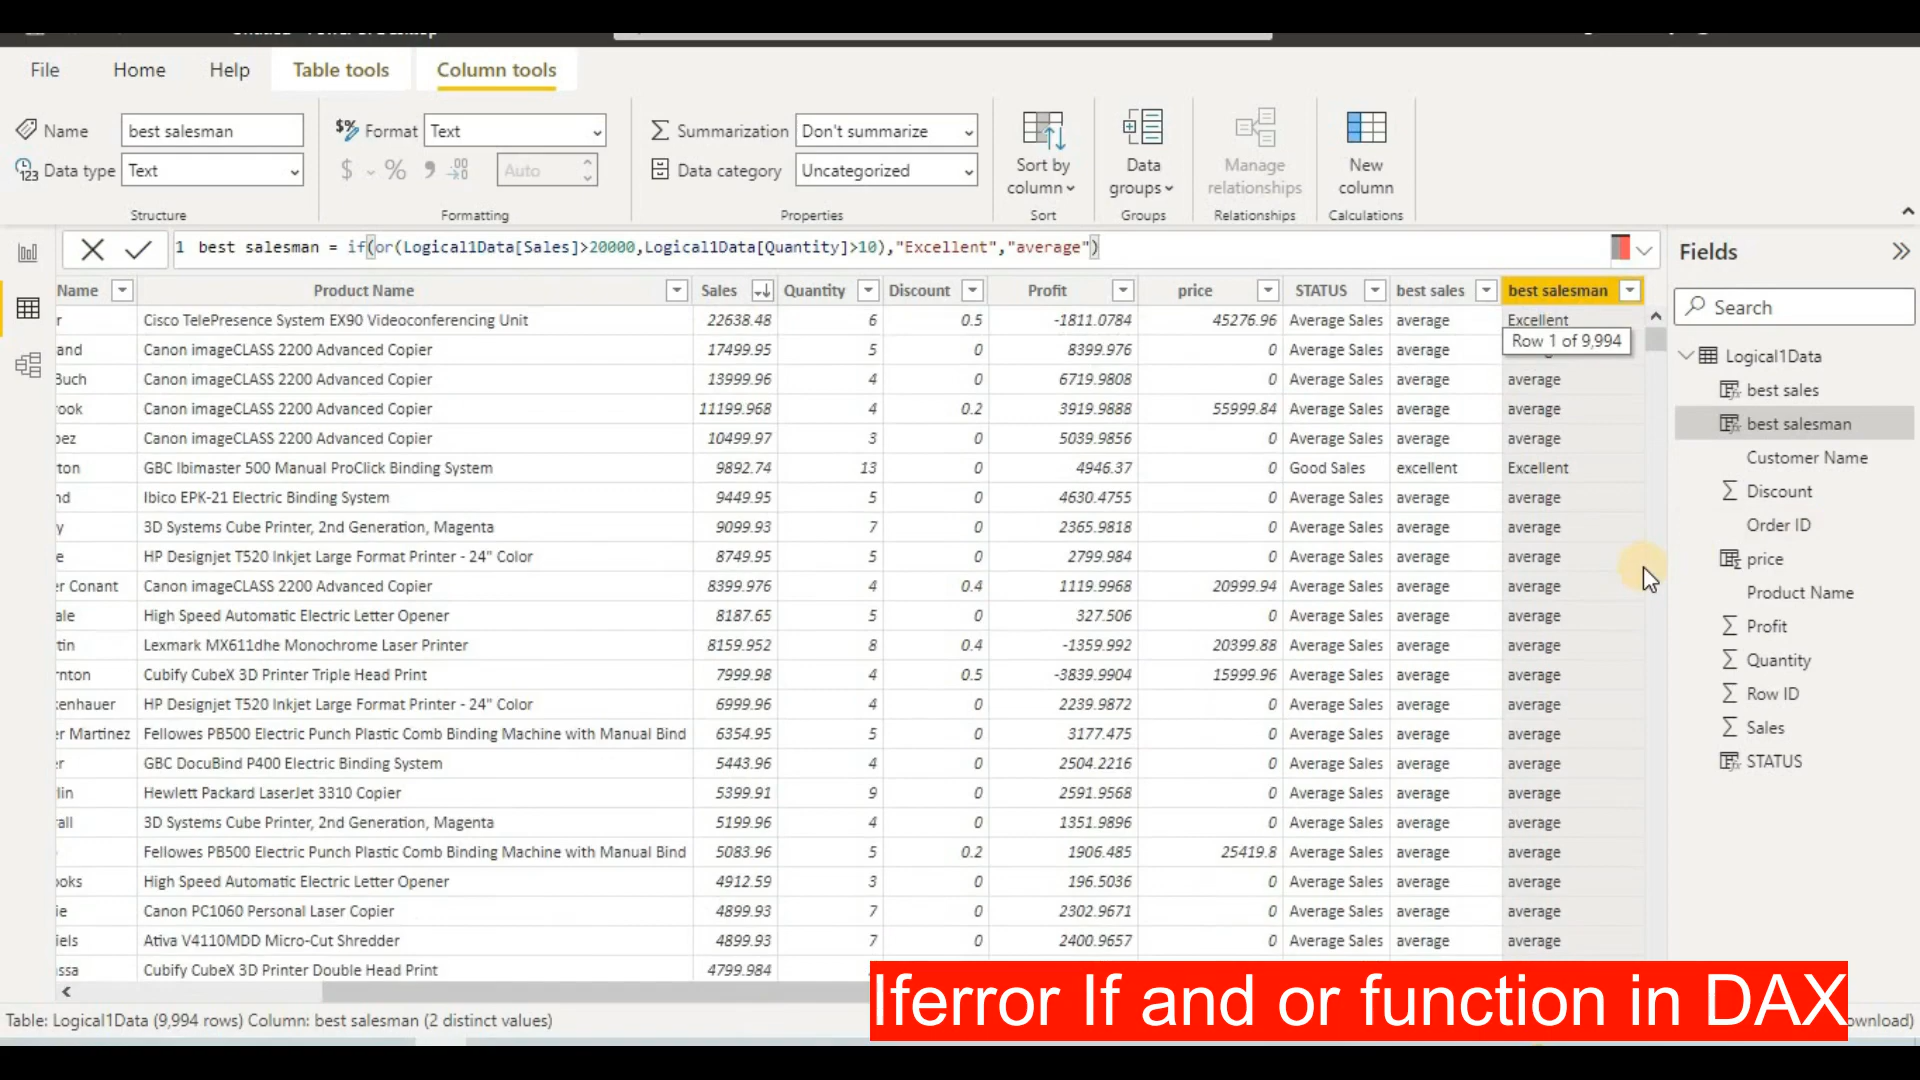 File Home Help Table tools Column tools
Name best salesman $% Format Text Summarization Don't summarize Sort by column Data groups Manage relationships New column
Data type Text $ % Auto Data category Uncategorized
Structure Formatting Properties Sort Groups Relationships Calculations
1 best salesman = if(or(Logical1Data[Sales]>20000,Logical1Data[Quantity]>10),"Excellent","average")
Name Product Name Sales Quantity Discount Profit price STATUS best sales best salesman
r Cisco TelePresence System EX90 Videoconferencing Unit 22638.48 6 0.5 -1811.0784 45276.96 Average Sales average Excellent
Row 1 of 9,994
and Canon imageCLASS 2200 Advanced Copier 17499.95 5 0 8399.976 0 Average Sales average
Buch Canon imageCLASS 2200 Advanced Copier 13999.96 4 0 6719.9808 0 Average Sales average average
ook Canon imageCLASS 2200 Advanced Copier 11199.968 4 0.2 3919.9888 55999.84 Average Sales average average
ez Canon imageCLASS 2200 Advanced Copier 10499.97 3 0 5039.9856 0 Average Sales average average
ton GBC Ibimaster 500 Manual ProClick Binding System 9892.74 13 0 4946.37 0 Good Sales excellent Excellent
nd Ibico EPK-21 Electric Binding System 9449.95 5 0 4630.4755 0 Average Sales average average
y 3D Systems Cube Printer, 2nd Generation, Magenta 9099.93 7 0 2365.9818 0 Average Sales average average
e HP Designjet T520 Inkjet Large Format Printer - 24" Color 8749.95 5 0 2799.984 0 Average Sales average average
er Conant Canon imageCLASS 2200 Advanced Copier 8399.976 4 0.4 1119.9968 20999.94 Average Sales average average
ale High Speed Automatic Electric Letter Opener 8187.65 5 0 327.506 0 Average Sales average average
tin Lexmark MX611dhe Monochrome Laser Printer 8159.952 8 0.4 -1359.992 20399.88 Average Sales average average
rnton Cubify CubeX 3D Printer Triple Head Print 7999.98 4 0.5 -3839.9904 15999.96 Average Sales average average
kenhauer HP Designjet T520 Inkjet Large Format Printer - 24" Color 6999.96 4 0 2239.9872 0 Average Sales average average
er Martinez Fellowes PB500 Electric Punch Plastic Comb Binding Machine with Manual Bind 6354.95 5 0 3177.475 0 Average Sales average average
er GBC DocuBind P400 Electric Binding System 5443.96 4 0 2504.2216 0 Average Sales average average
lin Hewlett Packard LaserJet 3310 Copier 5399.91 9 0 2591.9568 0 Average Sales average average
rall 3D Systems Cube Printer, 2nd Generation, Magenta 5199.96 4 0 1351.9896 0 Average Sales average average
Fellowes PB500 Electric Punch Plastic Comb Binding Machine with Manual Bind 5083.96 5 0.2 1906.485 25419.8 Average Sales average average
oks High Speed Automatic Electric Letter Opener 4912.59 3 0 196.5036 0 Average Sales average average
ie Canon PC1060 Personal Laser Copier 4899.93 7 0 2302.9671 0 Average Sales average average
iels Ativa V4110MDD Micro-Cut Shredder 4899.93 7 0 2400.9657 0 Average Sales average average
ssa Cubify CubeX 3D Printer Double Head Print 4799.984
Fields
Search
Logical1Data
best sales
best salesman
Customer Name
Discount
Order ID
price
Product Name
Profit
Quantity
Row ID
Sales
STATUS
Iferror If and or function in DAX
Table: Logical1Data (9,994 rows) Column: best salesman (2 distinct values) ownload)